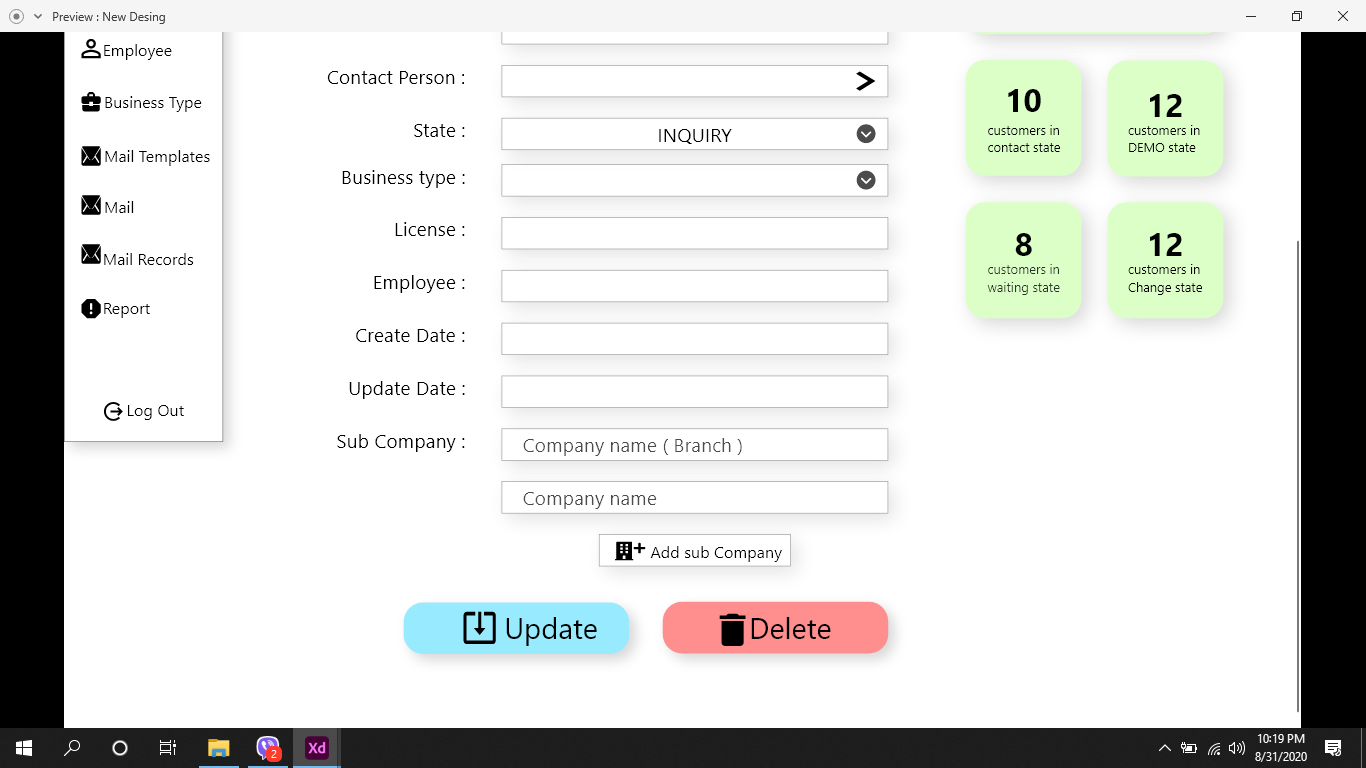 Preview : New Desing
Employee
Business Type
Mail Templates
Mail
Mail Records
Report
Log Out
Contact Person :
State :
INQUIRY
Business type :
License :
Employee :
Create Date :
Update Date :
Sub Company :
Company name ( Branch )
Company name
Add sub Company
Update
Delete
10
customers in
contact state
12
customers in
DEMO state
8
customers in
waiting state
12
customers in
Change state
2
Xd
10:19 PM
8/31/2020